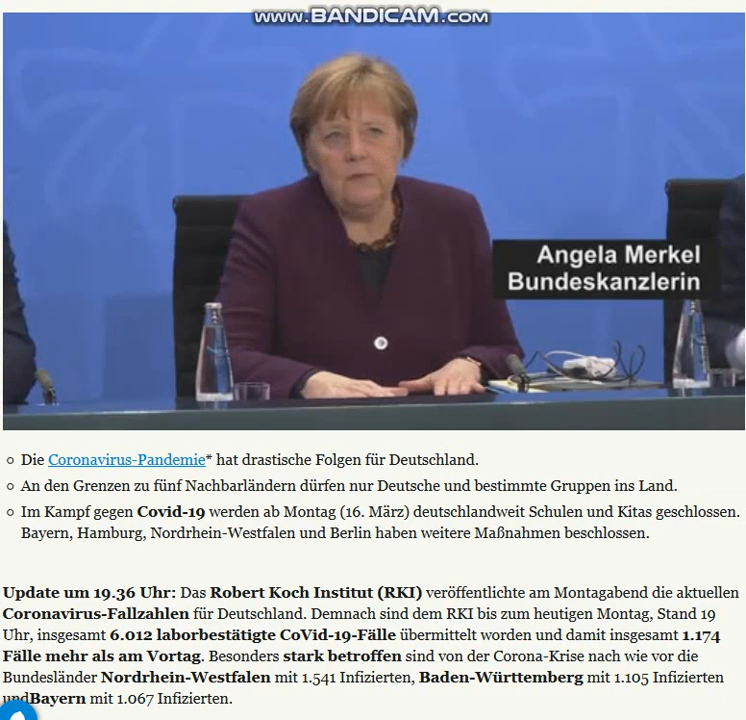 www.BANDICAM.com
Angela Merkel
Bundeskanzlerin
Die Coronavirus-Pandemie* hat drastische Folgen für Deutschland.
An den Grenzen zu fünf Nachbarländern dürfen nur Deutsche und bestimmte Gruppen ins Land.
Im Kampf gegen Covid-19 werden ab Montag (16. März) deutschlandweit Schulen und Kitas geschlossen.
Bayern, Hamburg, Nordrhein-Westfalen und Berlin haben weitere Maßnahmen beschlossen.
Update um 19.36 Uhr: Das Robert Koch Institut (RKI) veröffentlichte am Montagabend die aktuellen
Coronavirus-Fallzahlen für Deutschland. Demnach sind dem RKI bis zum heutigen Montag, Stand 19
Uhr, insgesamt 6.012 laborbestätigte CoVid-19-Fälle übermittelt worden und damit insgesamt 1.174
Fälle mehr als am Vortag. Besonders stark betroffen sind von der Corona-Krise nach wie vor die
Bundesländer Nordrhein-Westfalen mit 1.541 Infizierten, Baden-Württemberg mit 1.105 Infizierten
undBayern mit 1.067 Infizierten.